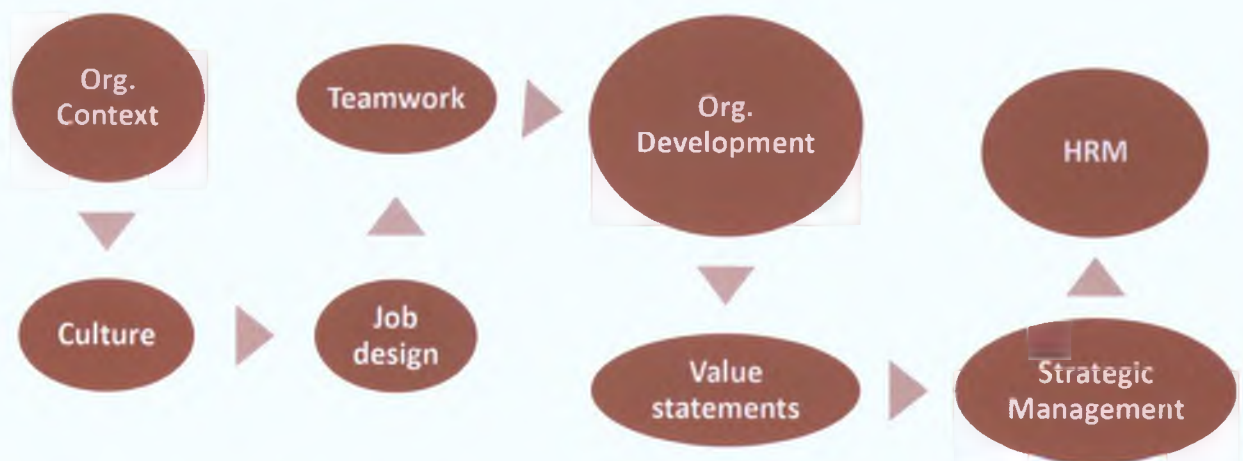 Org.
Context
Culture
Job
design
Teamwork
Org.
Development
Value
statements
Strategic
Management
HRM